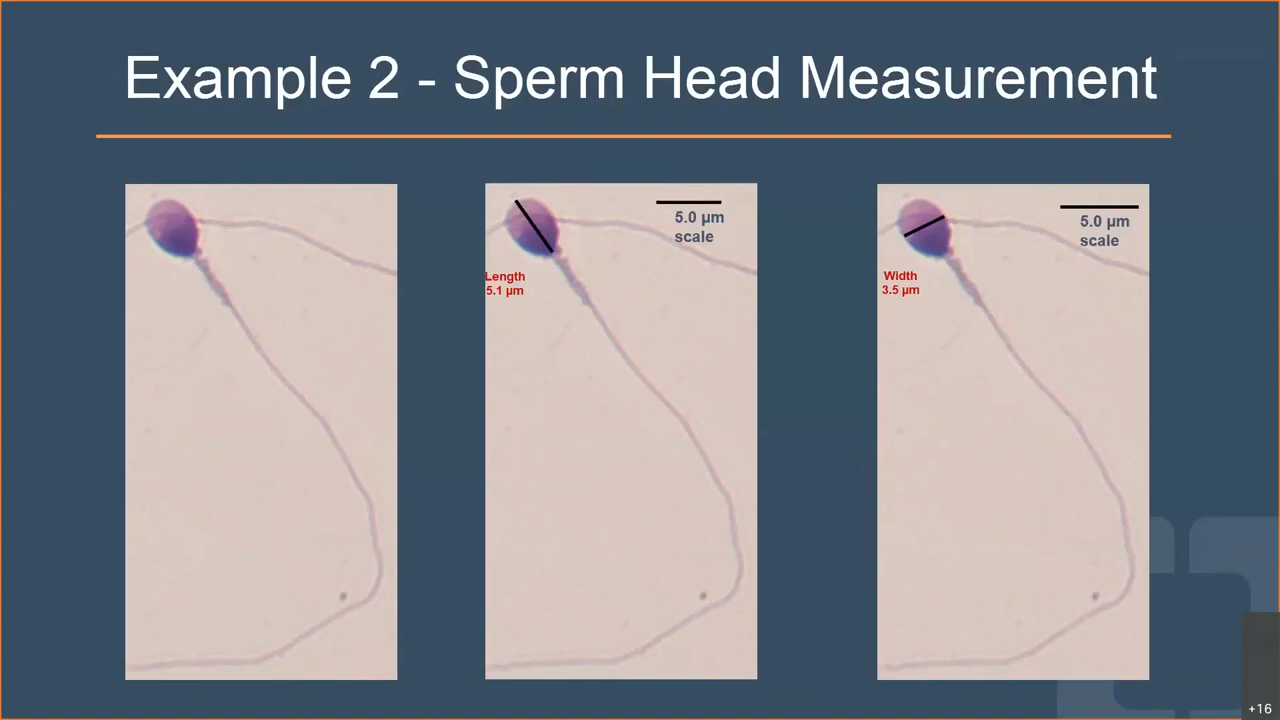 Example 2 - Sperm Head Measurement
5.0 µm
scale
Length
5.1 µm
5.0 µm
scale
Width
3.5 µm
+16